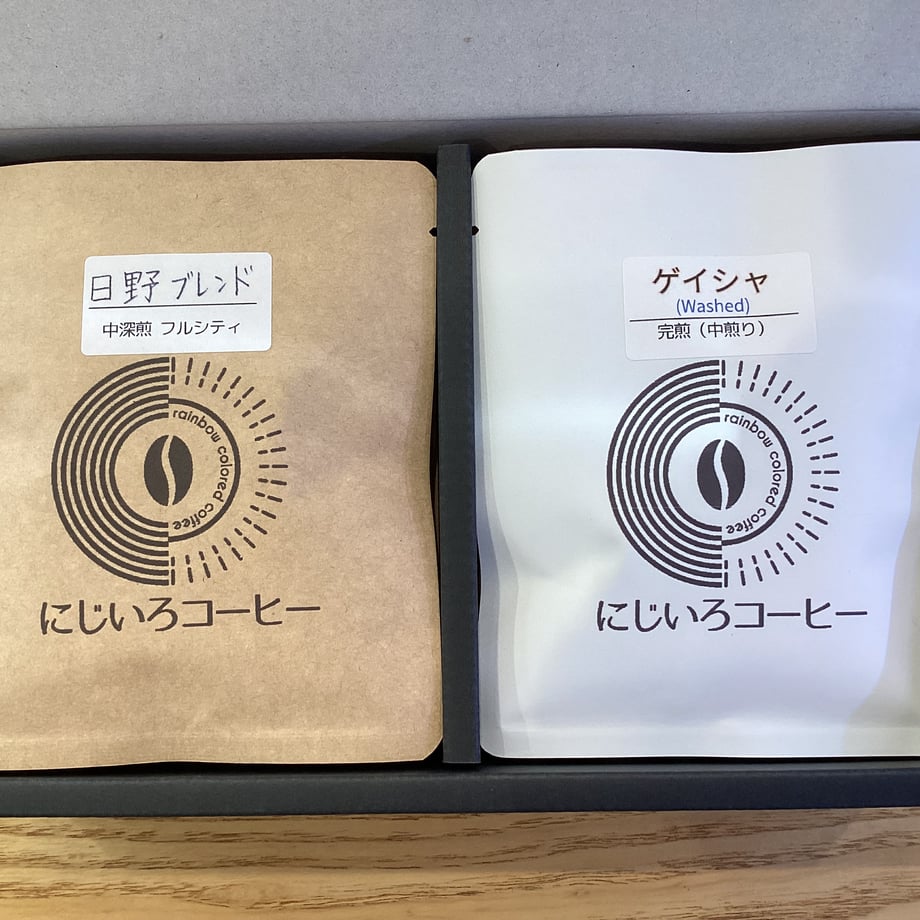 日野ブレンド
中深煎 フルシティ
rainbow colored coffee
にじいろコーヒー
ゲイシャ
(Washed)
完煎（中煎り）
rainbow colored coffee
にじいろコーヒー